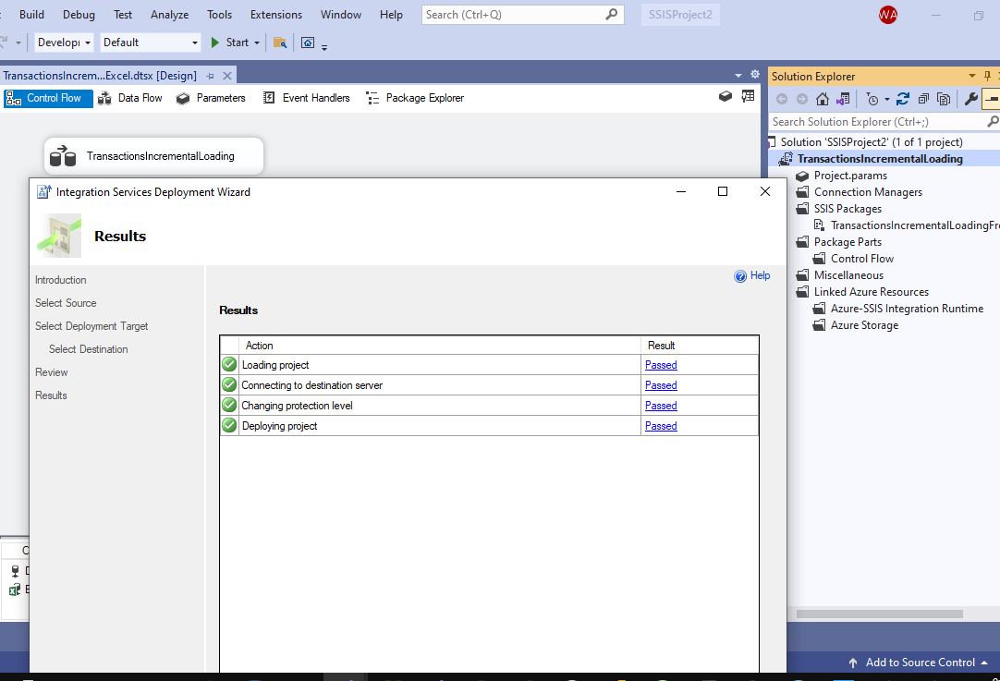 Build Debug Test Analyze Tools Extensions Window Help Search (Ctrl+Q) SSISProject2 WA
Default Start
TransactionsIncrem...Excel.dtsx [Design]
Control Flow Data Flow Parameters Event Handlers Package Explorer
TransactionsIncrementalLoading
Integration Services Deployment Wizard
Results
Introduction
Select Source
Select Deployment Target
Select Destination
Review
Results
Help
Results
Action Result
Loading project Passed
Connecting to destination server Passed
Changing protection level Passed
Deploying project Passed
Solution Explorer
Search Solution Explorer (Ctrl+;)
Solution 'SSISProject2' (1 of 1 project)
TransactionsIncrementalLoading
Project.params
Connection Managers
SSIS Packages
TransactionsIncrementalLoadingFr
Package Parts
Control Flow
Miscellaneous
Linked Azure Resources
Azure-SSIS Integration Runtime
Azure Storage
Add to Source Control